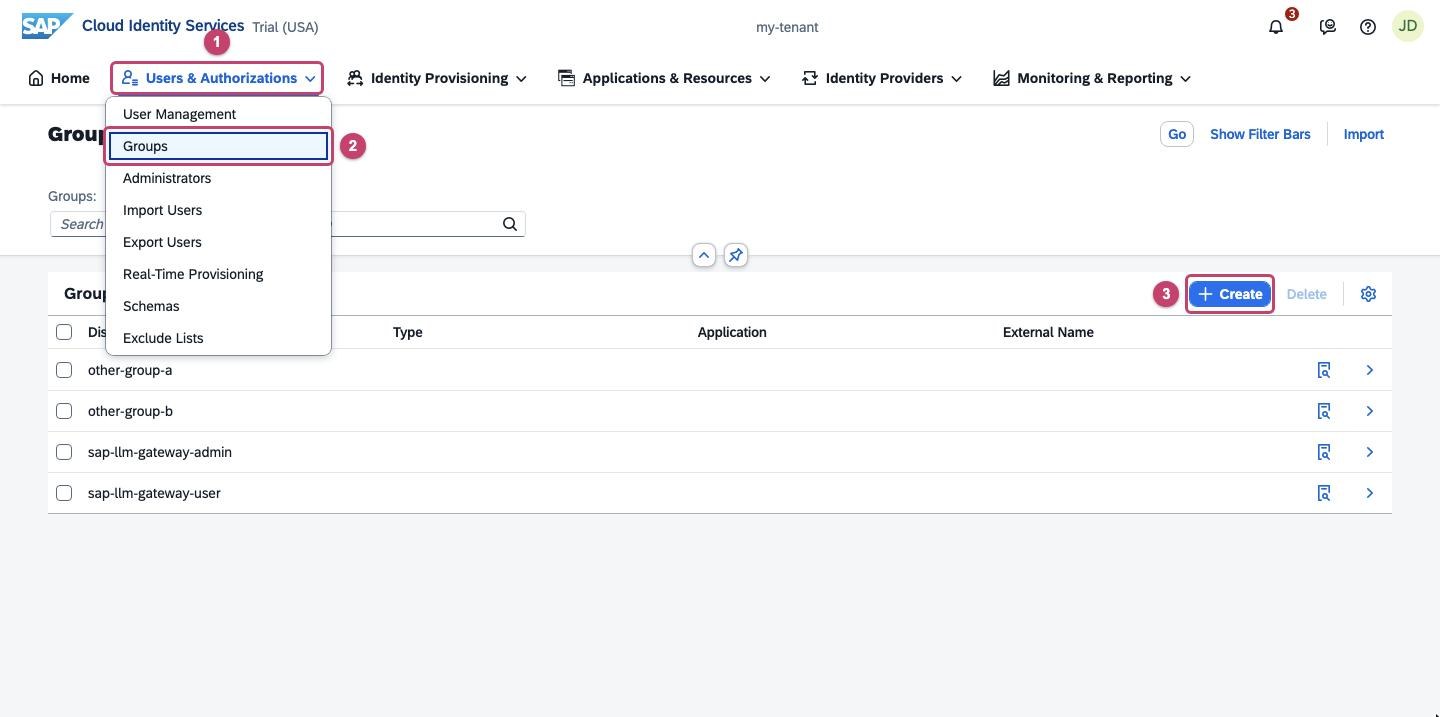 SAP Cloud Identity Services Trial (USA) my-tenant 3 JD
1
Home Users & Authorizations Identity Provisioning Applications & Resources Identity Providers Monitoring & Reporting
User Management
Go Show Filter Bars Import
Groups 2
Administrators
Groups:
Import Users
Search
Export Users
Real-Time Provisioning
3 Create Delete
Schemas
Type Application External Name
Exclude Lists
other-group-a
other-group-b
sap-llm-gateway-admin
sap-llm-gateway-user